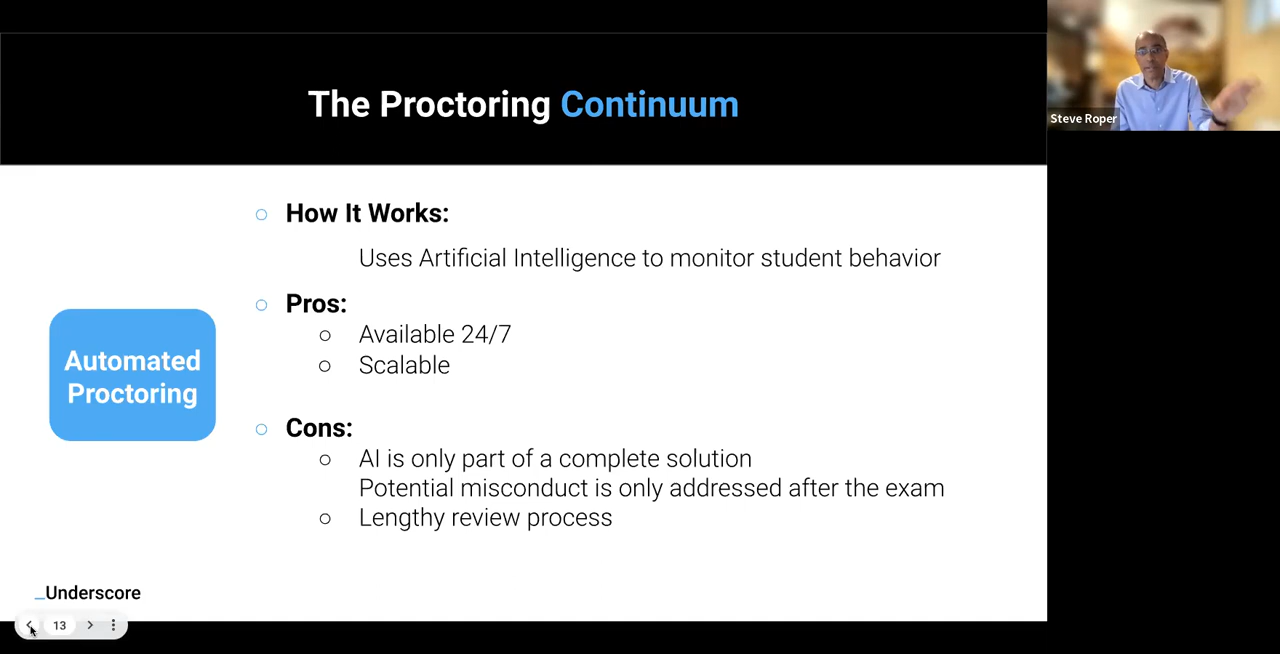 The Proctoring Continuum
Steve Roper
○ How It Works:
Uses Artificial Intelligence to monitor student behavior
○ Pros:
○ Available 24/7
○ Scalable
Automated
Proctoring
○ Cons:
○ AI is only part of a complete solution
Potential misconduct is only addressed after the exam
○ Lengthy review process
_Underscore
13